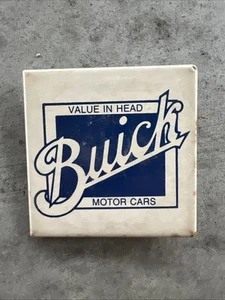 VALUE IN HEAD
Buick
MOTOR CARS